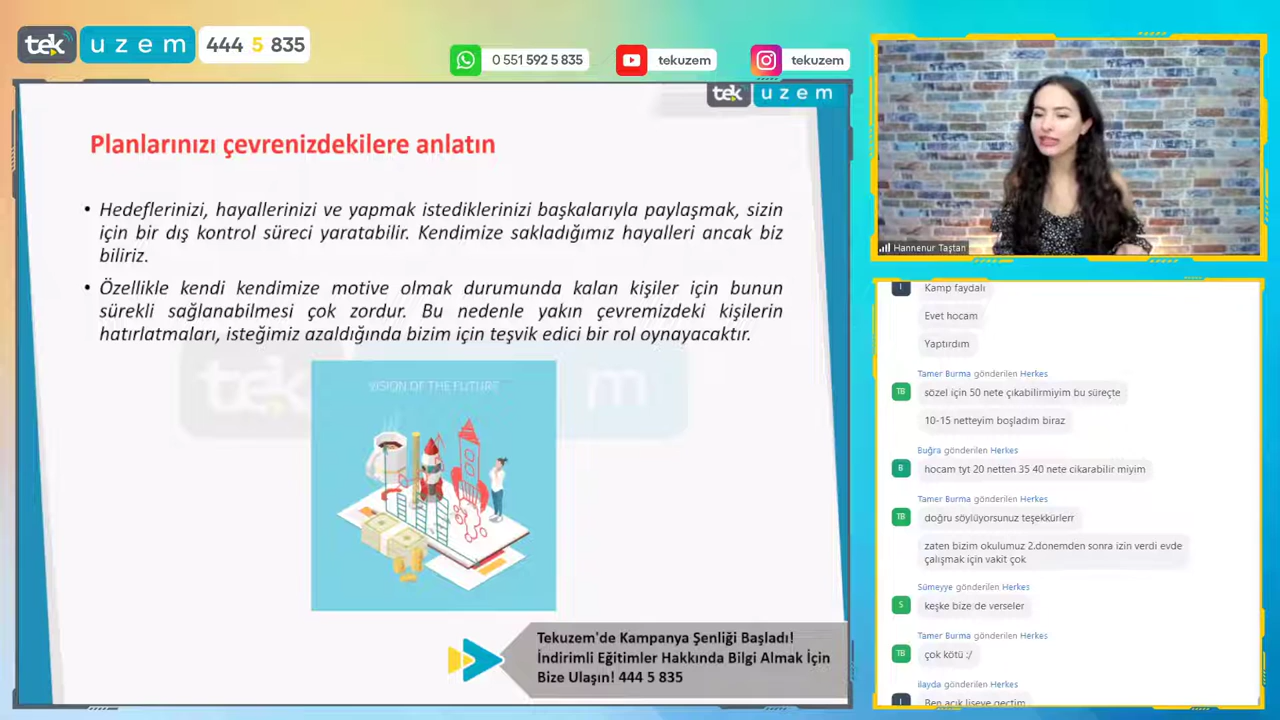 tek uzem 444 5 835
0 551 592 5 835
tekuzem
tekuzem
tek uzem
Planlarınızı çevrenizdekilere anlatın
• Hedeflerinizi, hayallerinizi ve yapmak istediklerinizi başkalarıyla paylaşmak, sizin
için bir dış kontrol süreci yaratabilir. Kendimize sakladığımız hayalleri ancak biz
biliriz.
• Özellikle kendi kendimize motive olmak durumunda kalan kişiler için bunun
sürekli sağlanabilmesi çok zordur. Bu nedenle yakın çevremizdeki kişilerin
hatırlatmaları, isteğimiz azaldığında bizim için teşvik edici bir rol oynayacaktır.
VISION OF THE FUTURE
Tekuzem'de Kampanya Şenliği Başladı!
İndirimli Eğitimler Hakkında Bilgi Almak İçin
Bize Ulaşın! 444 5 835
Hannenur Taştan
I
Kamp faydalı
Evet hocam
Yaptırdım
Tamer Burma gönderilen Herkes
TB
sözel için 50 nete çıkabilirmiyim bu süreçte
10-15 netteyim boşladım biraz
Buğra gönderilen Herkes
B
hocam tyt 20 netten 35 40 nete cikarabilir miyim
Tamer Burma gönderilen Herkes
TB
doğru söylüyorsunuz teşekkürlerr
zaten bizim okulumuz 2.donemden sonra izin verdi evde
çalışmak için vakit çok
Sümeyye gönderilen Herkes
S
keşke bize de verseler
Tamer Burma gönderilen Herkes
TB
çok kötü :/
ilayda gönderilen Herkes
I
Ben açık liseye geçtim